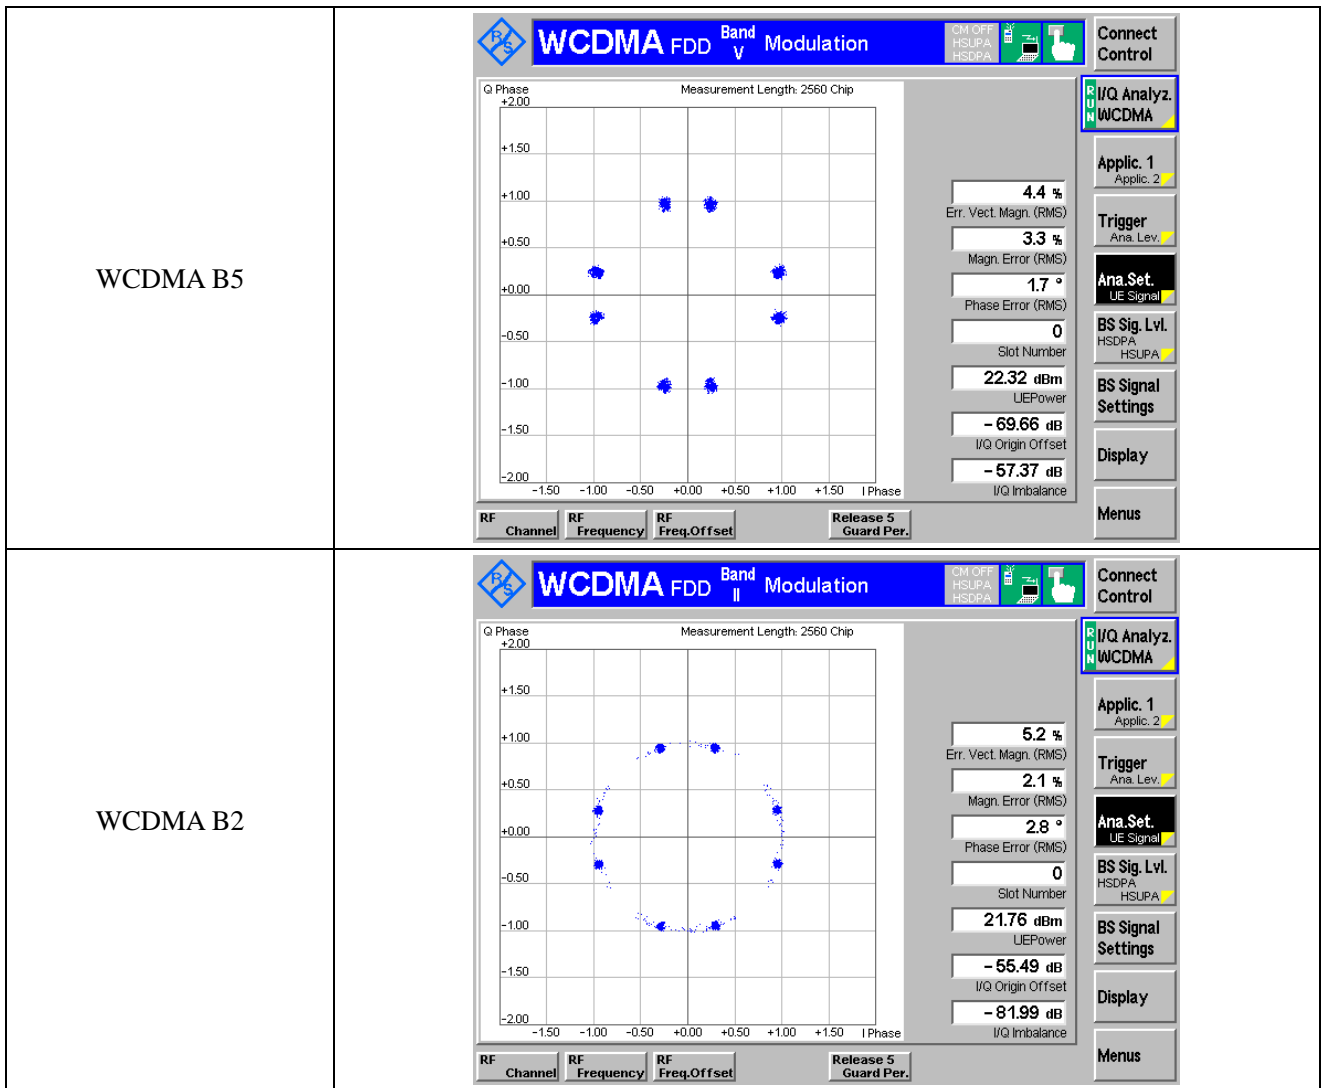 WCDMA B5
R/S
WCDMA FDD Band V Modulation
CM OFF
HSUPA
HSDPA
Connect
Control
Q Phase
Measurement Length: 2560 Chip
+2.00
+1.50
+1.00
+0.50
+0.00
-0.50
-1.00
-1.50
-2.00
-1.50 -1.00 -0.50 +0.00 +0.50 +1.00 +1.50 I Phase
4.4 %
Err. Vect. Magn. (RMS)
3.3 %
Magn. Error (RMS)
1.7 °
Phase Error (RMS)
0
Slot Number
22.32 dBm
UEPower
- 69.66 dB
I/Q Origin Offset
- 57.37 dB
I/Q Imbalance
RUN
I/Q Analyz.
WCDMA
Applic. 1
Applic. 2
Trigger
Ana. Lev.
Ana.Set.
UE Signal
BS Sig. Lvl.
HSDPA
HSUPA
BS Signal
Settings
Display
Menus
RF
Channel
RF
Frequency
RF
Freq.Offset
Release 5
Guard Per.
WCDMA B2
R/S
WCDMA FDD Band II Modulation
CM OFF
HSUPA
HSDPA
Connect
Control
Q Phase
Measurement Length: 2560 Chip
+2.00
+1.50
+1.00
+0.50
+0.00
-0.50
-1.00
-1.50
-2.00
-1.50 -1.00 -0.50 +0.00 +0.50 +1.00 +1.50 I Phase
5.2 %
Err. Vect. Magn. (RMS)
2.1 %
Magn. Error (RMS)
2.8 °
Phase Error (RMS)
0
Slot Number
21.76 dBm
UEPower
- 55.49 dB
I/Q Origin Offset
- 81.99 dB
I/Q Imbalance
RUN
I/Q Analyz.
WCDMA
Applic. 1
Applic. 2
Trigger
Ana. Lev.
Ana.Set.
UE Signal
BS Sig. Lvl.
HSDPA
HSUPA
BS Signal
Settings
Display
Menus
RF
Channel
RF
Frequency
RF
Freq.Offset
Release 5
Guard Per.